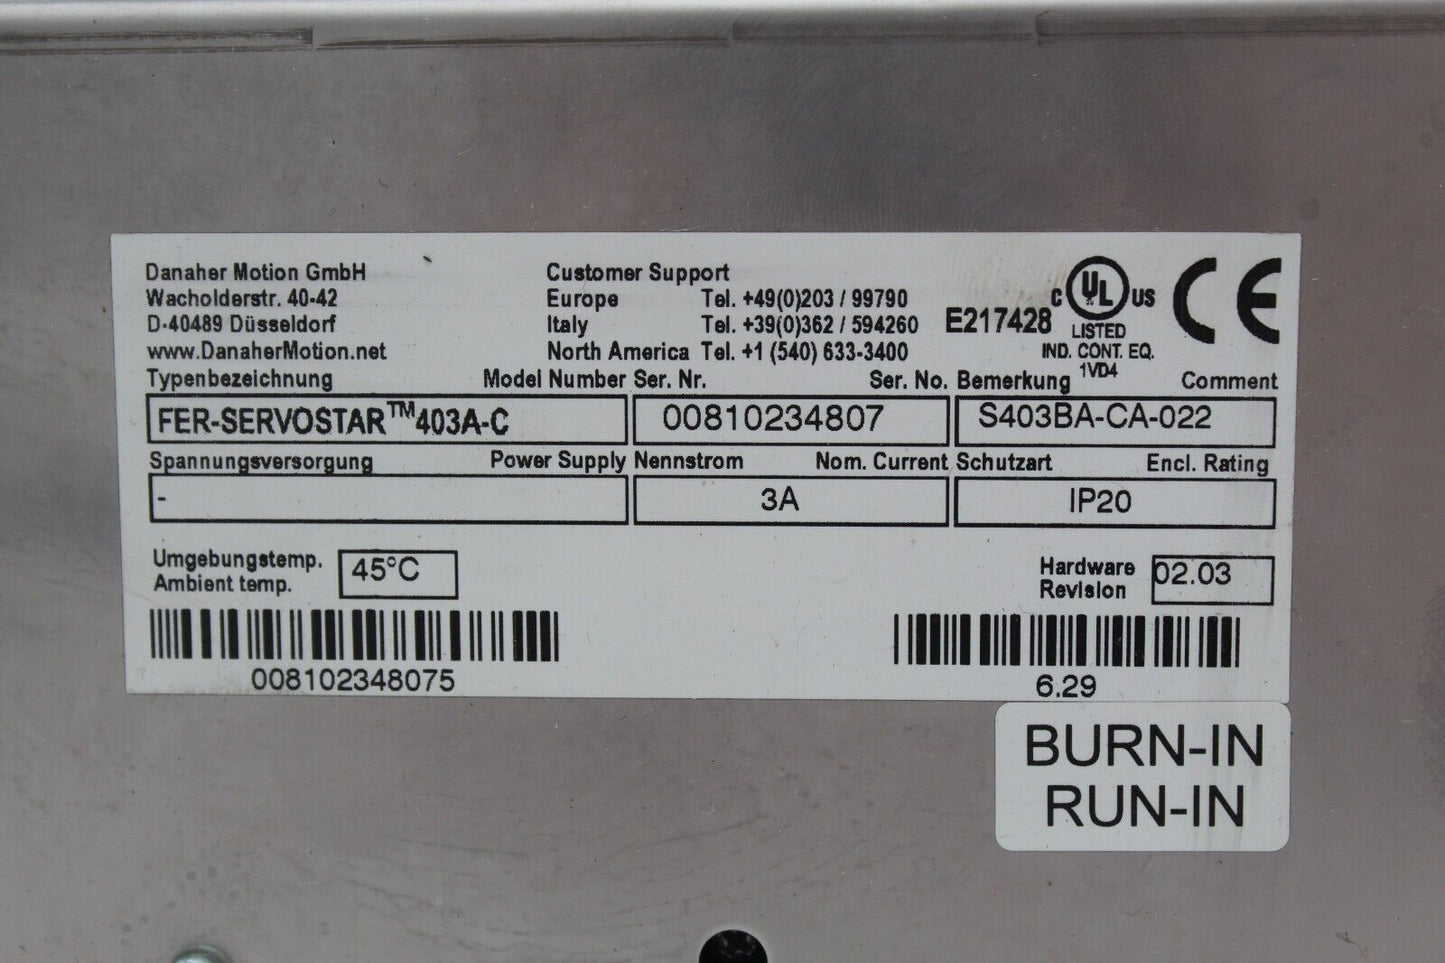 Danaher Motion GmbH
Wacholderstr. 40-42
D-40489 Düsseldorf
www.DanaherMotion.net
Customer Support
Europe Tel. +49(0)203 / 99790
Italy Tel. +39(0)362 / 594260
North America Tel. +1 (540) 633-3400
E217428
C UL US
LISTED
IND. CONT. EQ.
1VD4
CE
Typenbezeichnung Model Number Ser. Nr. Ser. No. Bemerkung Comment
FER-SERVOSTAR™403A-C 00810234807 S403BA-CA-022
Spannungsversorgung Power Supply Nennstrom Nom. Current Schutzart Encl. Rating
- 3A IP20
Umgebungstemp.
Ambient temp.
45°C
Hardware
Revision
02.03
008102348075
6.29
BURN-IN
RUN-IN